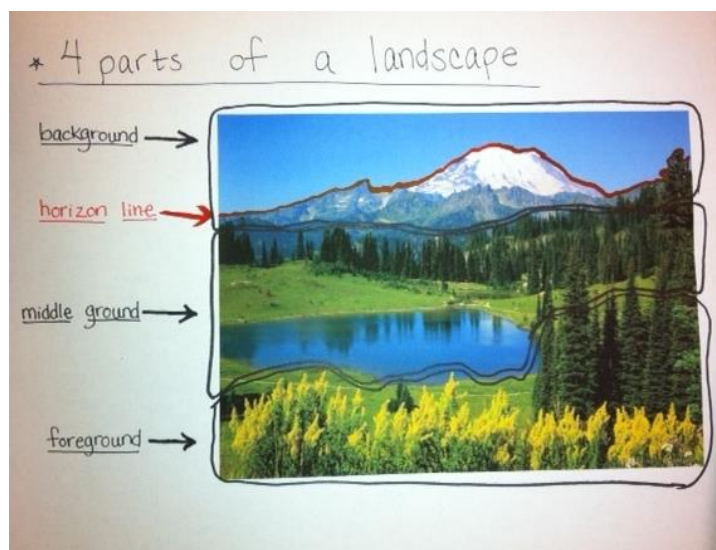 * 4 parts of a landscape
background
horizon line
middle ground
foreground